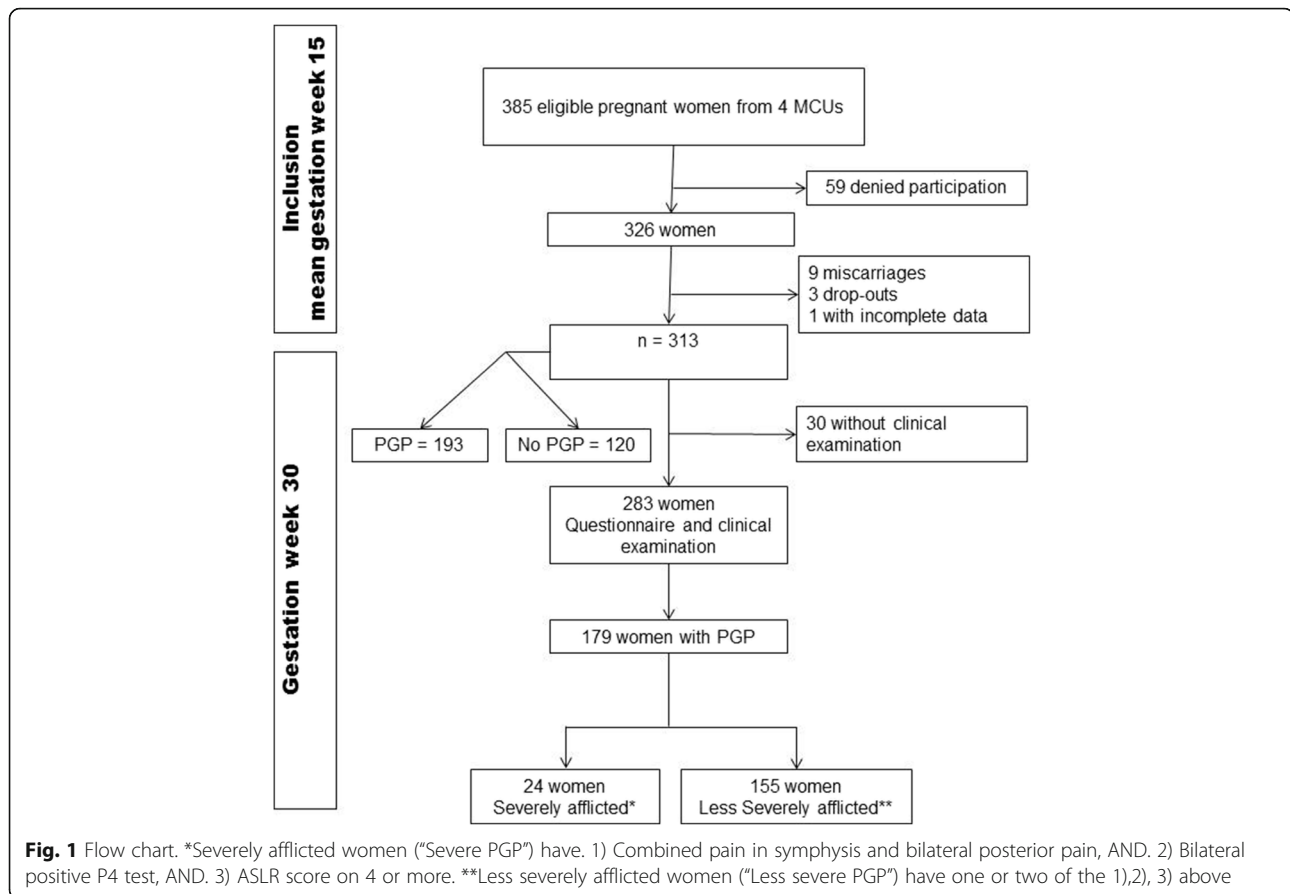 Inclusion
mean gestation week 15
385 eligible pregnant women from 4 MCUs
59 denied participation
326 women
9 miscarriages
3 drop-outs
1 with incomplete data
n = 313
Gestation week 30
PGP = 193
No PGP = 120
30 without clinical
examination
283 women
Questionnaire and clinical
examination
179 women with PGP
24 women
Severely afflicted*
155 women
Less Severely afflicted**
Fig. 1 Flow chart. *Severely afflicted women (“Severe PGP”) have. 1) Combined pain in symphysis and bilateral posterior pain, AND. 2) Bilateral
positive P4 test, AND. 3) ASLR score on 4 or more. **Less severely afflicted women (“Less severe PGP”) have one or two of the 1),2), 3) above